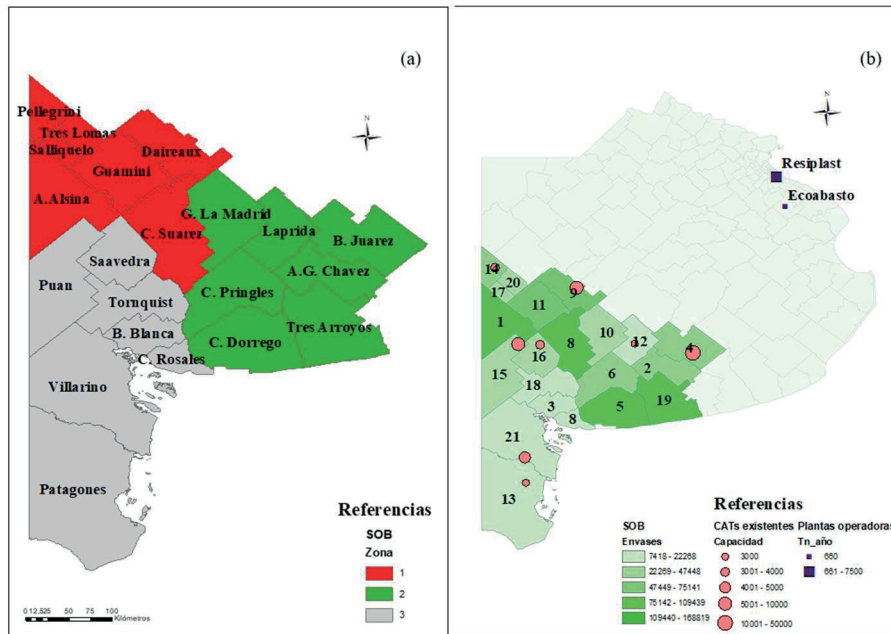 (a)
N
Pellegrini
Tres Lomas
Salliquelo
Daireaux
Guamini
A.Alsina
C. Suarez
G. La Madrid
Laprida
B. Juarez
Saavedra
A.G. Chavez
Puan
C. Pringles
Tornquist
B. Blanca
Tres Arroyos
C. Dorrego
C. Rosales
Villarino
Patagones
Referencias
SOB
Zona
1
2
3
0 12,525 50 75 100
Kilómetros
(b)
N
Resiplast
Ecoabasto
14
20
17
9
11
1
8
10
12
4
16
2
15
6
18
3
5
19
8
21
13
Referencias
SOB
Envases
7418 - 22268
22269 - 47448
47449 - 75141
75142 - 109439
109440 - 168819
CATs existentes
Capacidad
3000
3001 - 4000
4001 - 5000
5001 - 10000
10001 - 50000
Plantas operadoras
Tn_año
660
661 - 7500